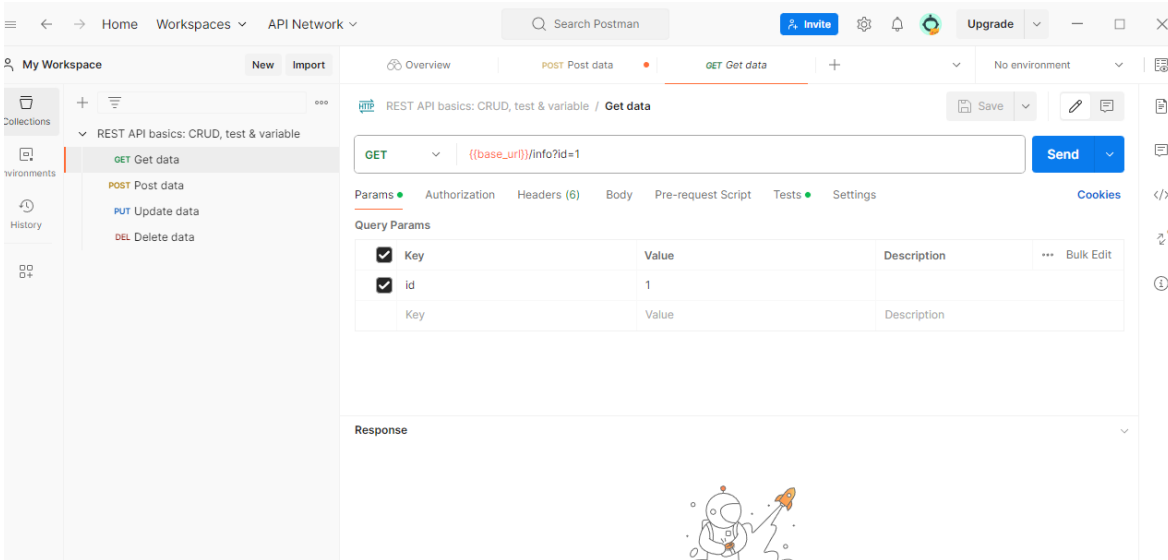 Home Workspaces API Network Search Postman Invite Upgrade
My Workspace New Import Overview POST Post data GET Get data No environment
Collections
REST API basics: CRUD, test & variable / Get data Save
REST API basics: CRUD, test & variable
GET Get data
POST Post data
PUT Update data
DEL Delete data
nvironments
History
GET {{base_url}}/info?id=1 Send
Params Authorization Headers (6) Body Pre-request Script Tests Settings Cookies
Query Params
Key Value Description Bulk Edit
id 1
Key Value Description
Response